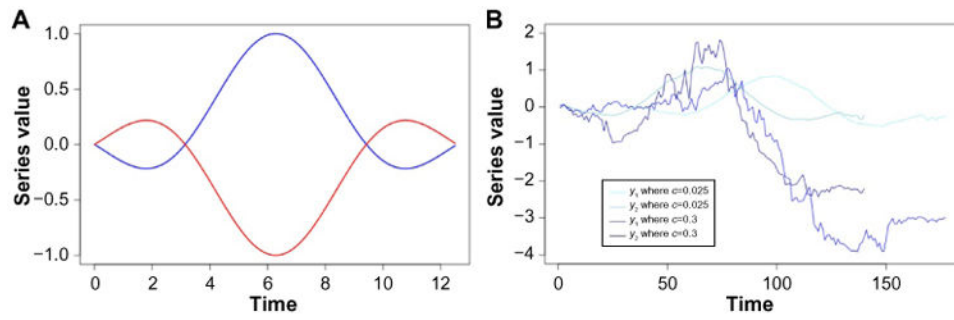 A
Series value
1.0
0.5
0.0
−0.5
−1.0
0 2 4 6 8 10 12
Time
B
Series value
2
1
0
−1
−2
−3
−4
y1 where c=0.025
y2 where c=0.025
y1 where c=0.3
y2 where c=0.3
0 50 100 150
Time